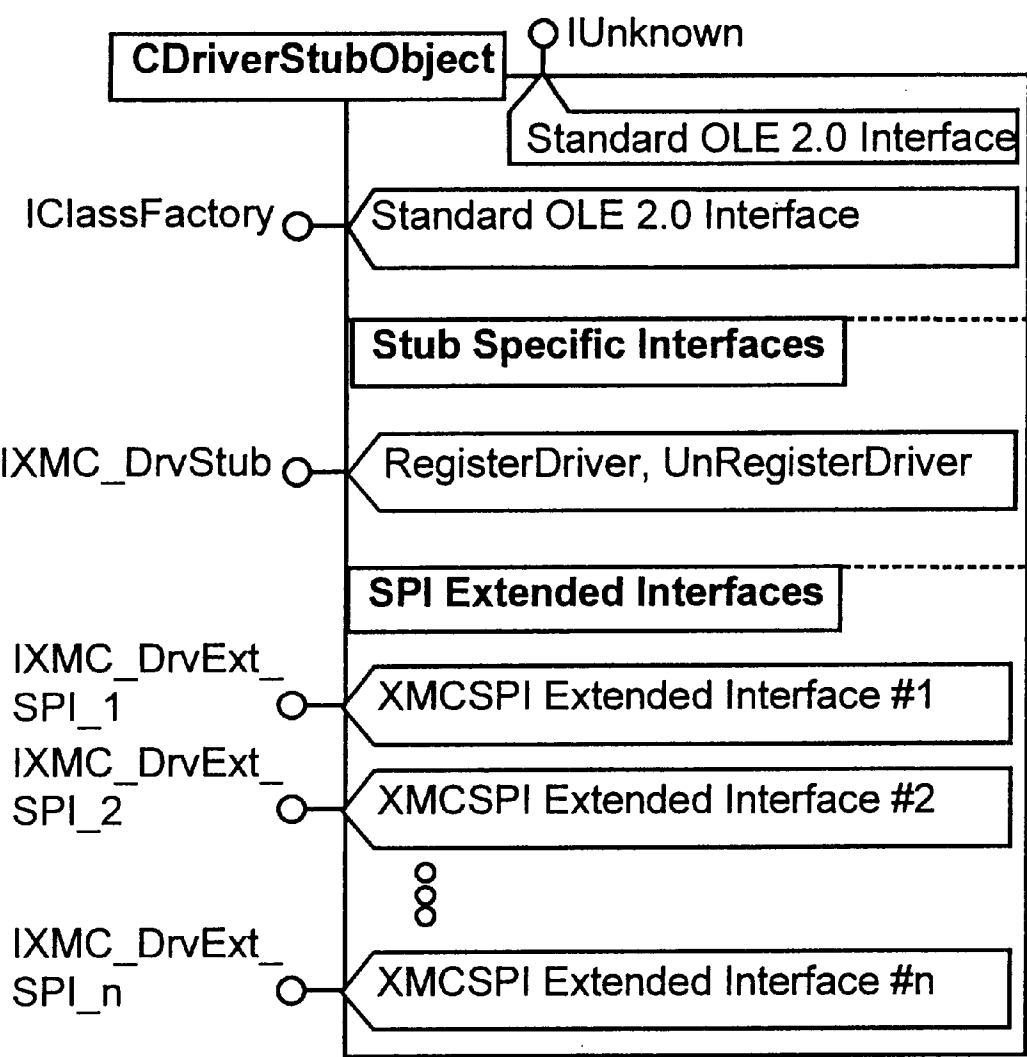 CDriverStubObject
IUnknown
Standard OLE 2.0 Interface
IClassFactory
Standard OLE 2.0 Interface
Stub Specific Interfaces
IXMC_DrvStub
RegisterDriver, UnRegisterDriver
SPI Extended Interfaces
IXMC_DrvExt_
SPI_1
XMCSPI Extended Interface #1
IXMC_DrvExt_
SPI_2
XMCSPI Extended Interface #2
IXMC_DrvExt_
SPI_n
XMCSPI Extended Interface #n